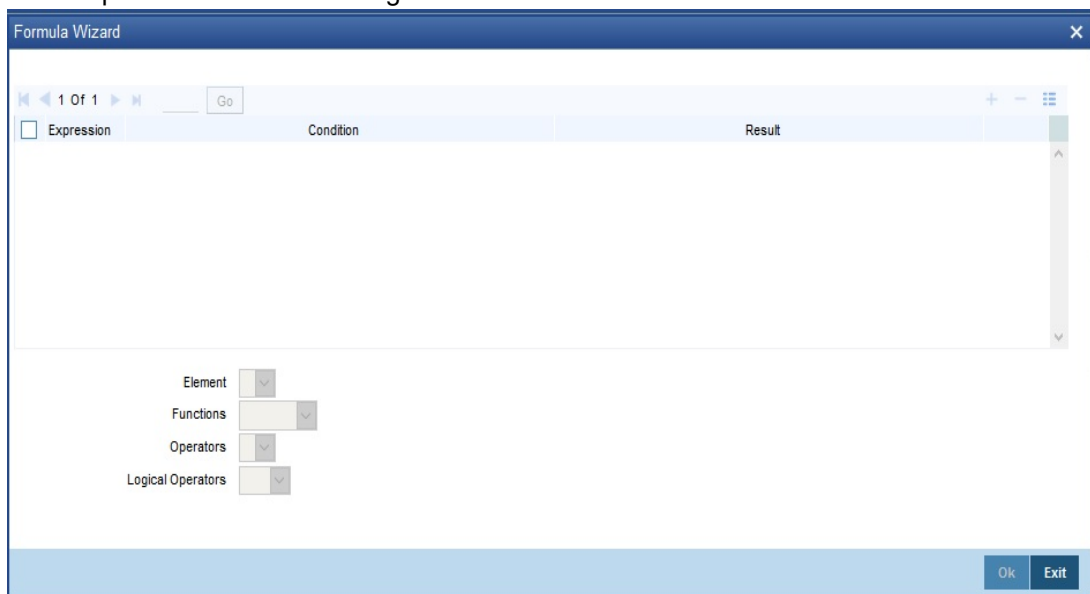 Formula Wizard
1 Of 1 Go
Expression Condition Result
Element
Functions
Operators
Logical Operators
Ok Exit